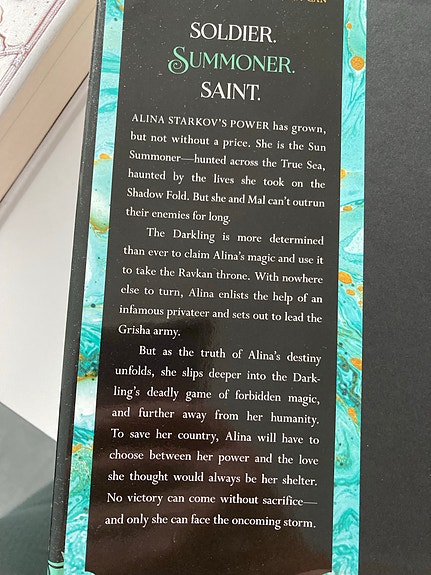 SOLDIER.
SUMMONER.
SAINT.
ALINA STARKOV'S POWER has grown,
but not without a price. She is the Sun
Summoner—hunted across the True Sea,
haunted by the lives she took on the
Shadow Fold. But she and Mal can't outrun
their enemies for long.
The Darkling is more determined
than ever to claim Alina's magic and use it
to take the Ravkan throne. With nowhere
else to turn, Alina enlists the help of an
infamous privateer and sets out to lead the
Grisha army.
But as the truth of Alina's destiny
unfolds, she slips deeper into the Dark-
ling's deadly game of forbidden magic,
and further away from her humanity.
To save her country, Alina will have to
choose between her power and the love
she thought would always be her shelter.
No victory can come without sacrifice—
and only she can face the oncoming storm.